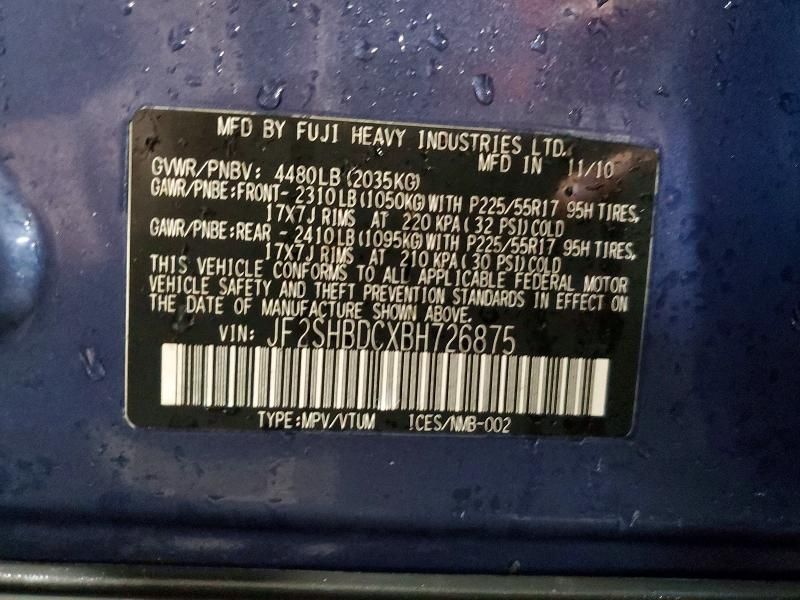 MFD BY FUJI HEAVY INDUSTRIES LTD.
MFD IN 11/10
GVWR/PNBV: 4480LB (2035KG)
GAWR/PNBE:FRONT- 2310LB (1050KG) WITH P225/55R17 95H TIRES,
17X7J RIMS AT 220 KPA ( 32 PSI) COLD
GAWR/PNBE:REAR - 2410LB (1095KG) WITH P225/55R17 95H TIRES,
17X7J RIMS AT 210 KPA ( 30 PSI) COLD
THIS VEHICLE CONFORMS TO ALL APPLICABLE FEDERAL MOTOR
VEHICLE SAFETY AND THEFT PREVENTION STANDARDS IN EFFECT ON
THE DATE OF MANUFACTURE SHOWN ABOVE.
VIN: JF2SHBDCXBH726875
TYPE:MPV/VTUM ICES/NMB-002